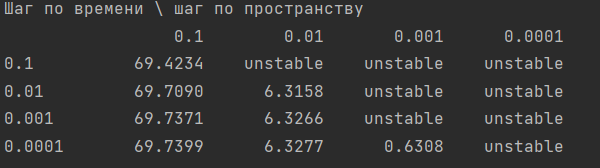 Шаг по времени \ шаг по пространству
0.1 0.01 0.001 0.0001
0.1 69.4234 unstable unstable unstable
0.01 69.7090 6.3158 unstable unstable
0.001 69.7371 6.3266 unstable unstable
0.0001 69.7399 6.3277 0.6308 unstable